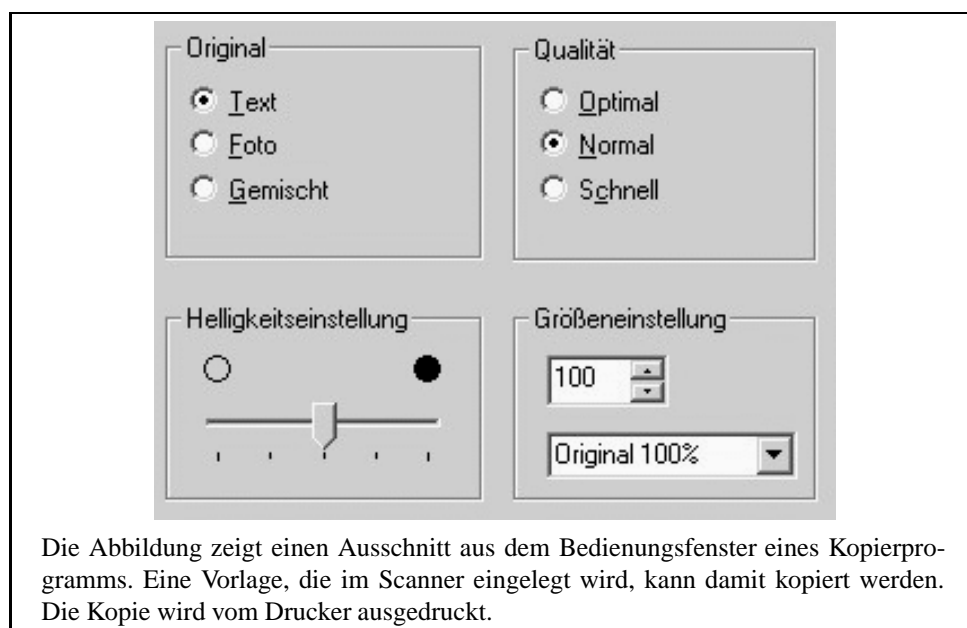 Original
Text
Foto
Gemischt
Qualität
Optimal
Normal
Schnell
Helligkeitseinstellung
Größeneinstellung
100
Original 100%
Die Abbildung zeigt einen Ausschnitt aus dem Bedienungsfenster eines Kopierpro-
gramms. Eine Vorlage, die im Scanner eingelegt wird, kann damit kopiert werden.
Die Kopie wird vom Drucker ausgedruckt.